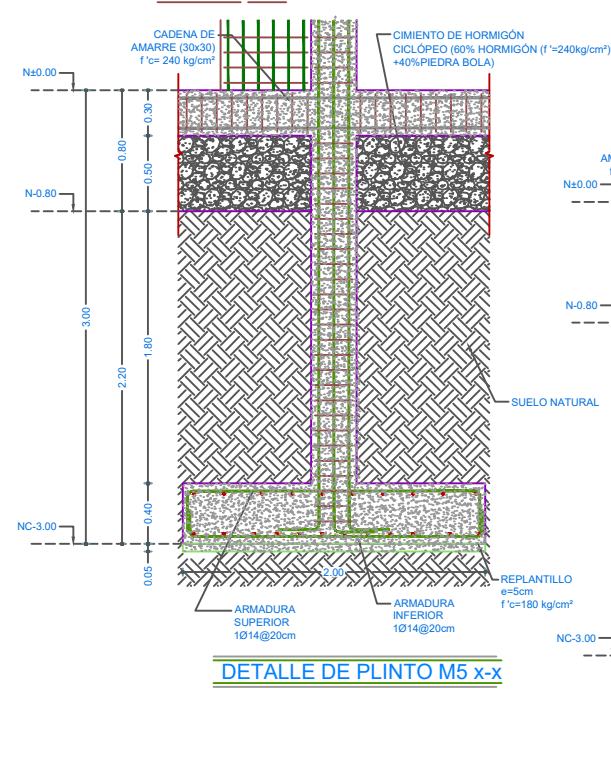 CADENA DE
AMARRE (30x30)
f 'c= 240 kg/cm²
CIMIENTO DE HORMIGÓN
CICLÓPEO (60% HORMIGÓN (f '=240kg/cm²)
+40%PIEDRA BOLA)
N±0.00
0.30
0.80
0.50
N-0.80
3.00
1.80
2.20
SUELO NATURAL
0.40
NC-3.00
0.05
2.00
REPLANTILLO
e=5cm
f 'c=180 kg/cm²
ARMADURA
SUPERIOR
1Ø14@20cm
ARMADURA
INFERIOR
1Ø14@20cm
DETALLE DE PLINTO M5 x-x
N±0.00
N-0.80
NC-3.00